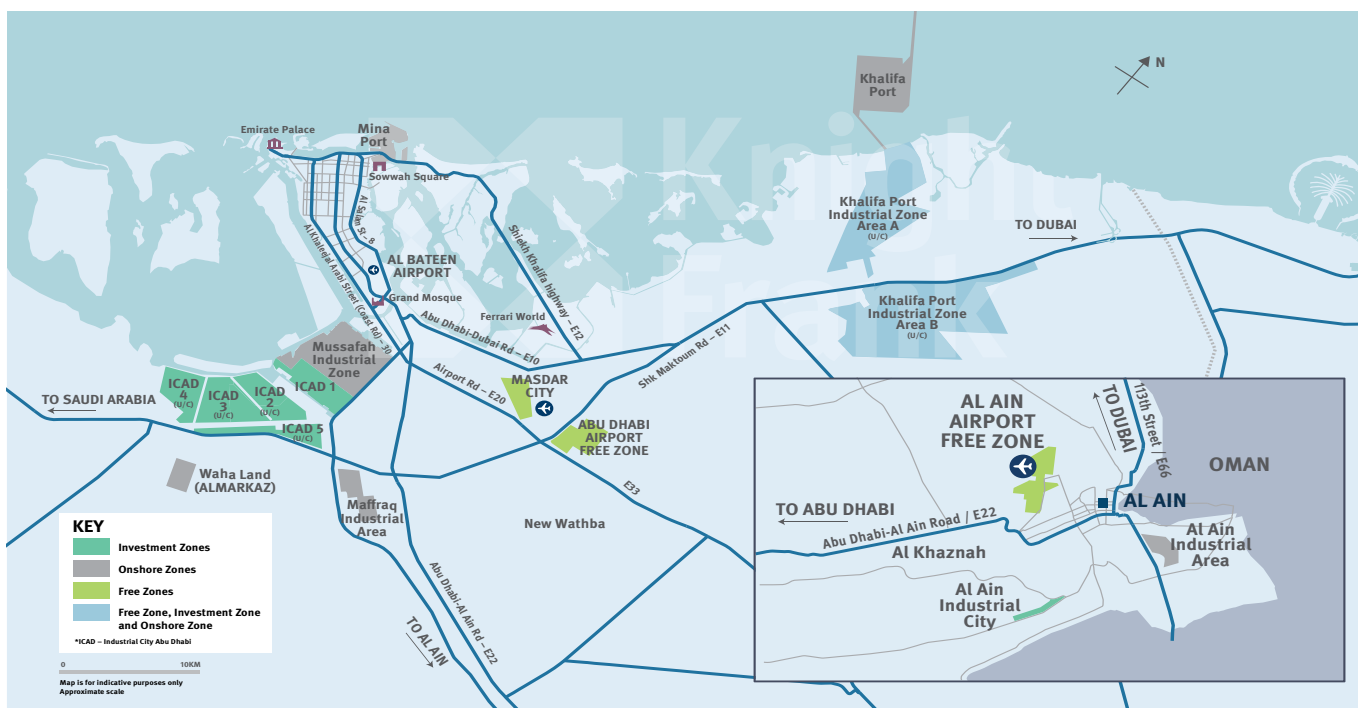 Khalifa
Port
N
Emirate Palace
Mina
Port
Sowwah Square
Knight
Frank
Al Salan St – 8
Al Khaleejal Arabi Street (Coast Rd) – 30
Shiekh Khalifa highway – E12
Khalifa Port
Industrial Zone
Area A
(U/C)
TO DUBAI
AL BATEEN
AIRPORT
Grand Mosque
Ferrari World
Abu Dhabi-Dubai Rd – E10
Khalifa Port
Industrial Zone
Area B
(U/C)
Shk Maktoum Rd – E11
Mussafah
Industrial
Zone
ICAD 1
ICAD
2
(U/C)
ICAD
3
(U/C)
ICAD
4
(U/C)
ICAD 5
(U/C)
TO SAUDI ARABIA
Airport Rd – E20
MASDAR
CITY
ABU DHABI
AIRPORT
FREE ZONE
Waha Land
(ALMARKAZ)
Maffraq
Industrial
Area
E33
New Wathba
Abu Dhabi-Al Ain Rd – E22
TO AL AIN
AL AIN
AIRPORT
FREE ZONE
TO DUBAI
113th Street / E66
OMAN
AL AIN
TO ABU DHABI
Abu Dhabi-Al Ain Road / E22
Al Khaznah
Al Ain
Industrial
Area
Al Ain
Industrial
City
KEY
Investment Zones
Onshore Zones
Free Zones
Free Zone, Investment Zone
and Onshore Zone
*ICAD – Industrial City Abu Dhabi
0 10KM
Map is for indicative purposes only
Approximate scale